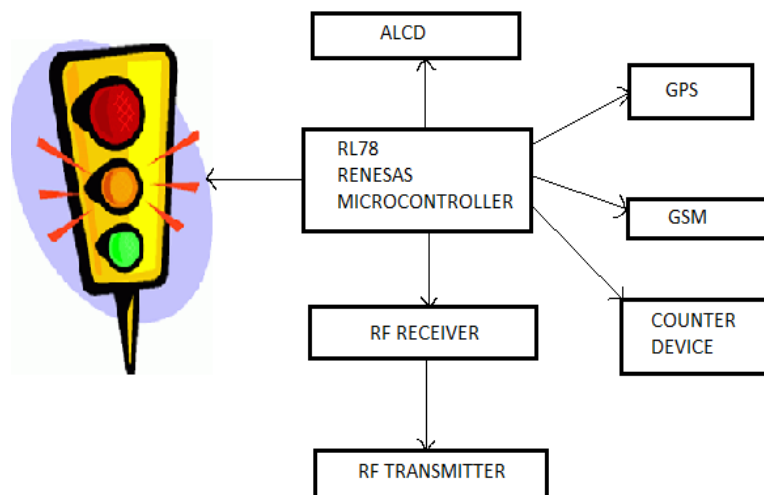 ALCD
GPS
RL78
RENESAS
MICROCONTROLLER
GSM
RF RECEIVER
COUNTER
DEVICE
RF TRANSMITTER